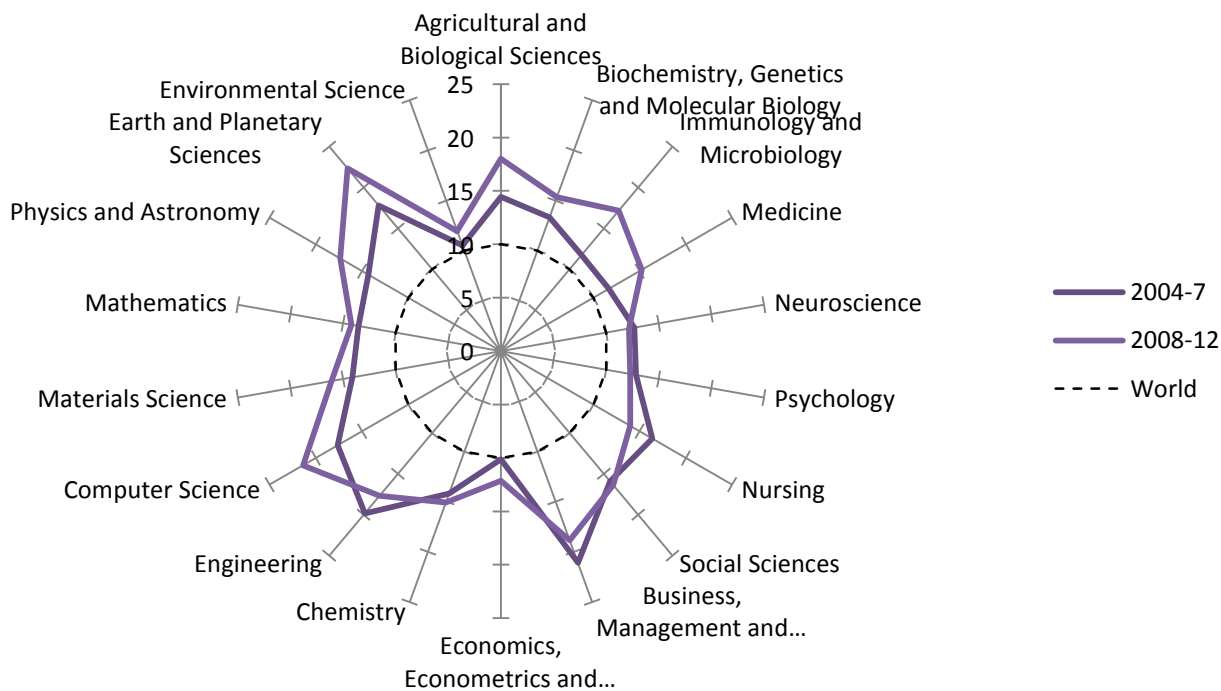 Agricultural and
Biological Sciences
Biochemistry, Genetics
and Molecular Biology
Immunology and
Microbiology
Medicine
Neuroscience
Psychology
Nursing
Social Sciences
Business,
Management and...
Economics,
Econometrics and...
Chemistry
Engineering
Computer Science
Materials Science
Mathematics
Physics and Astronomy
Earth and Planetary
Sciences
Environmental Science
25
20
15
10
5
0
2004-7
2008-12
World